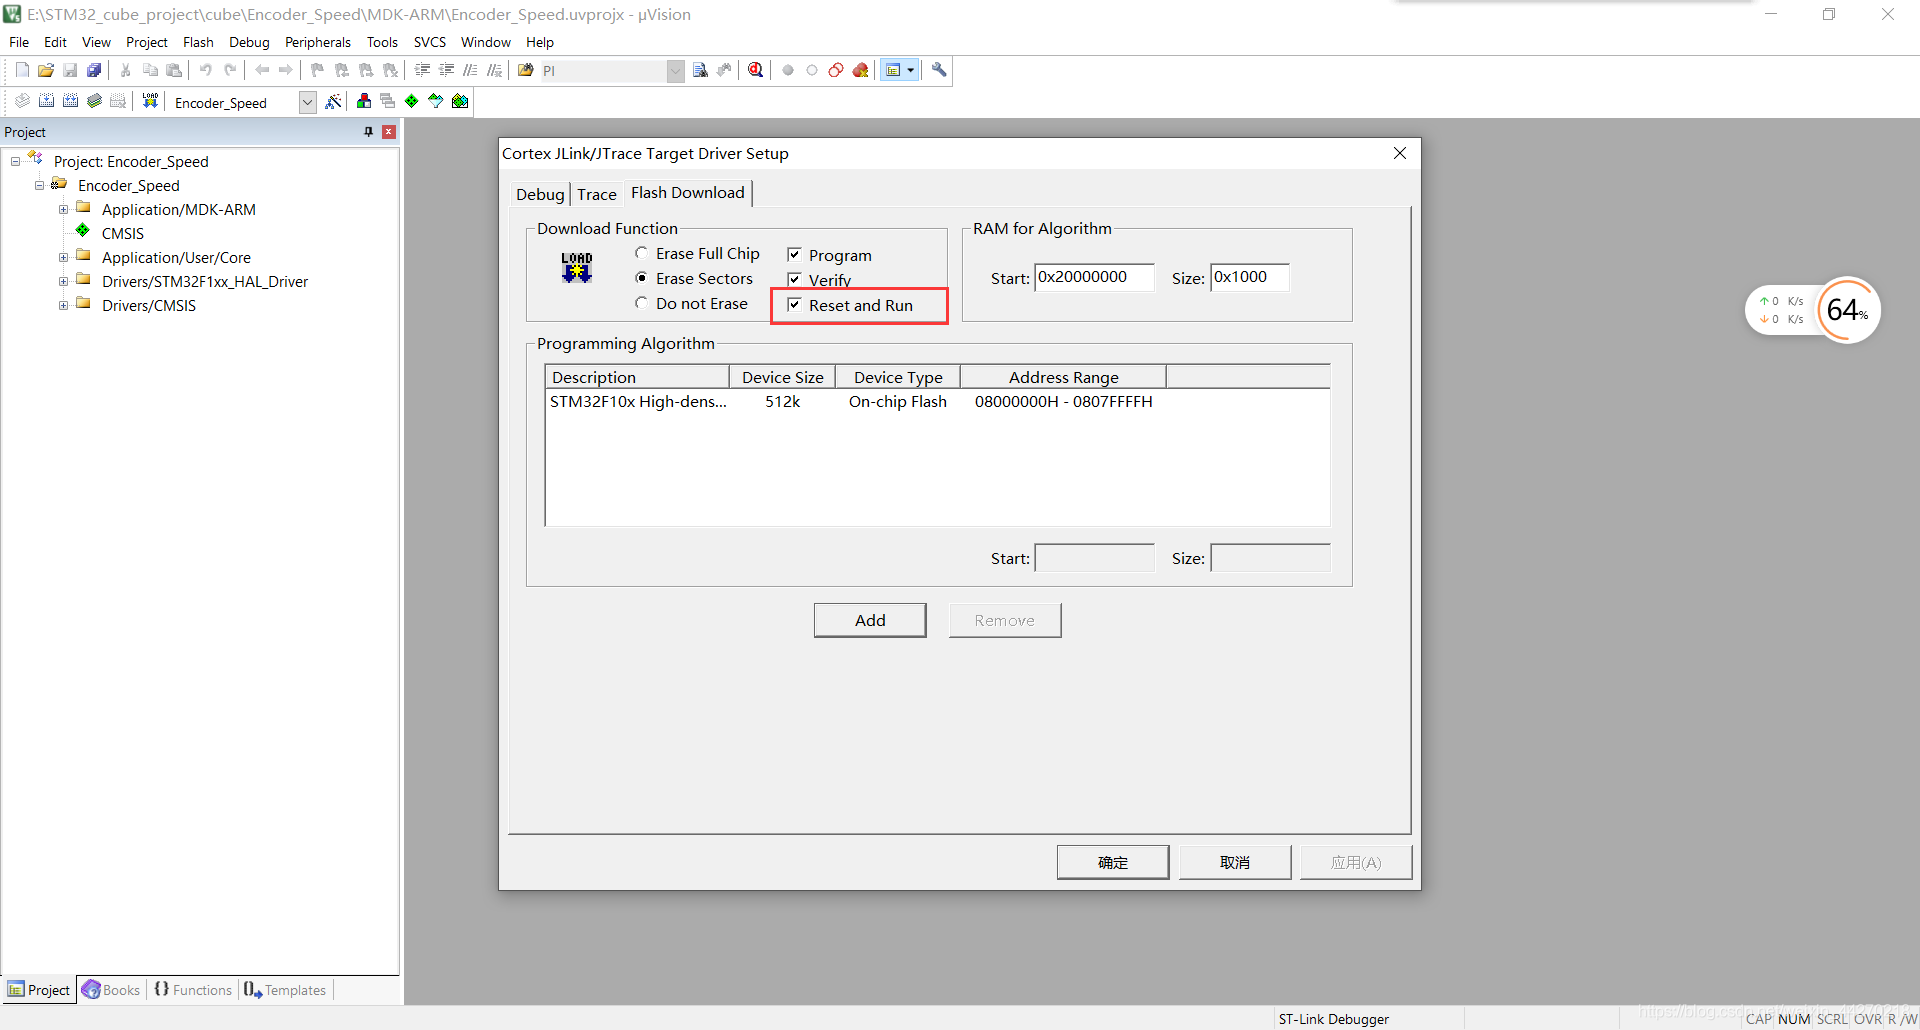 E:\STM32_cube_project\cube\Encoder_Speed\MDK-ARM\Encoder_Speed.uvprojx - µVision
File Edit View Project Flash Debug Peripherals Tools SVCS Window Help
PI
LOAD Encoder_Speed
Project
Project: Encoder_Speed
Encoder_Speed
Application/MDK-ARM
CMSIS
Application/User/Core
Drivers/STM32F1xx_HAL_Driver
Drivers/CMSIS
Cortex JLink/JTrace Target Driver Setup
Debug Trace Flash Download
Download Function
LOAD
Erase Full Chip
Erase Sectors
Do not Erase
Program
Verify
Reset and Run
RAM for Algorithm
Start: 0x20000000 Size: 0x1000
Programming Algorithm
Description Device Size Device Type Address Range
STM32F10x High-dens... 512k On-chip Flash 08000000H - 0807FFFFH
Start: Size:
Add Remove
确定 取消 应用(A)
0 K/s
0 K/s
64%
Project Books Functions Templates
ST-Link Debugger
CAP NUM SCRL OVR R /W